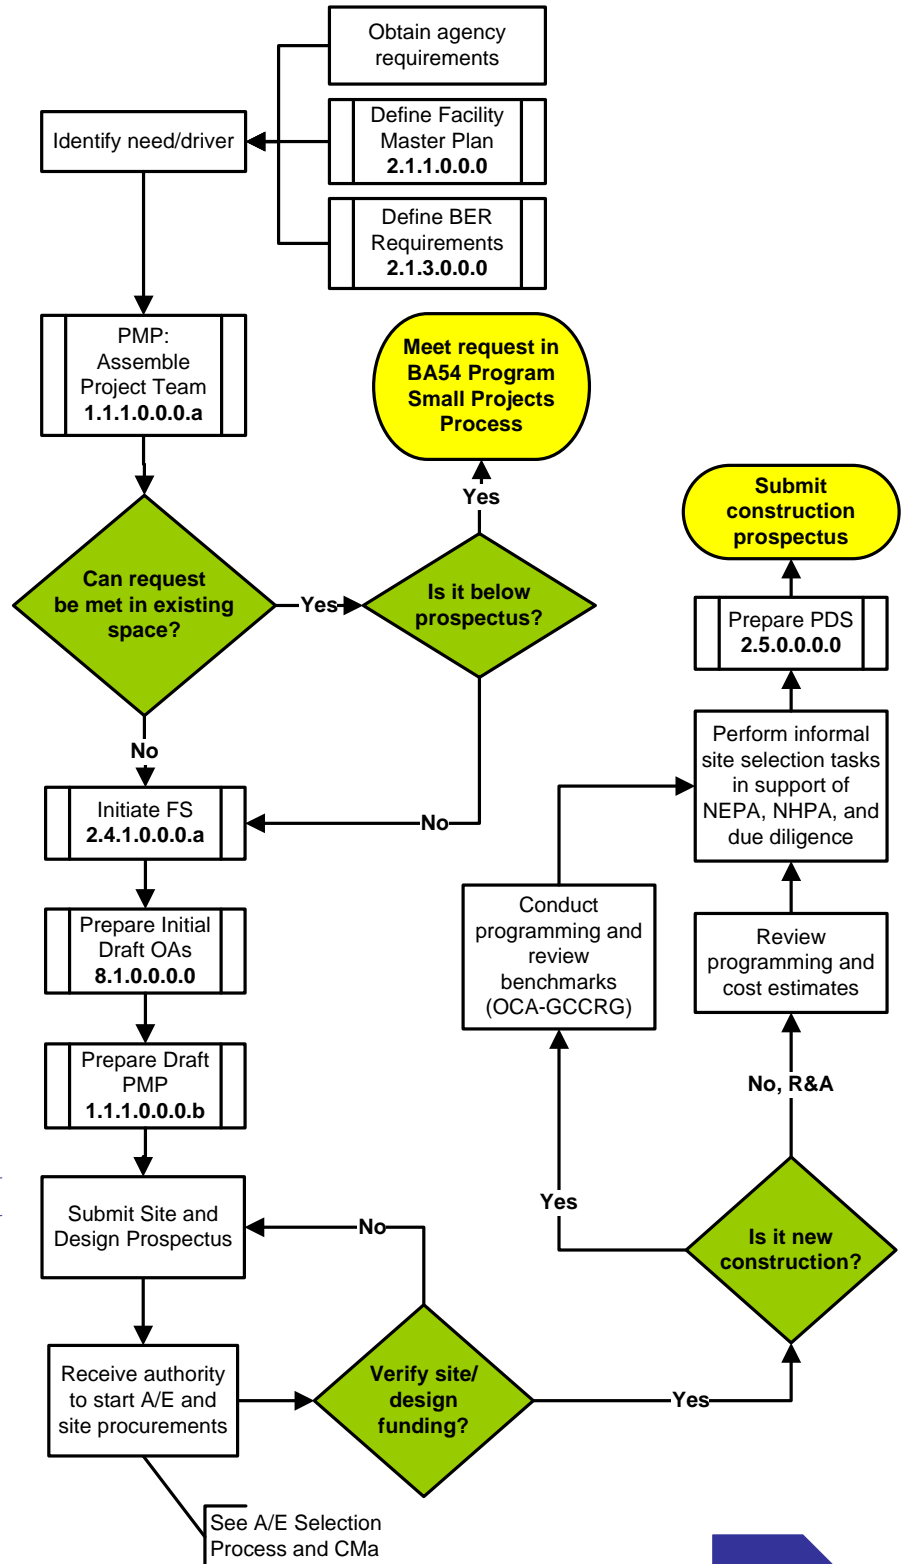 Obtain agency
requirements
Identify need/driver
Define Facility
Master Plan
2.1.1.0.0.0
Define BER
Requirements
2.1.3.0.0.0
PMP:
Assemble
Project Team
1.1.1.0.0.0.a
Meet request in
BA54 Program
Small Projects
Process
Yes
Can request
be met in existing
space?
Yes
Is it below
prospectus?
No
No
Initiate FS
2.4.1.0.0.0.a
Prepare Initial
Draft OAs
8.1.0.0.0.0
Prepare Draft
PMP
1.1.1.0.0.0.b
Submit Site and
Design Prospectus
No
Receive authority
to start A/E and
site procurements
Verify site/
design
funding?
Yes
See A/E Selection
Process and CMa
Submit
construction
prospectus
Prepare PDS
2.5.0.0.0.0
Perform informal
site selection tasks
in support of
NEPA, NHPA, and
due diligence
Conduct
programming and
review
benchmarks
(OCA-GCCRG)
Review
programming and
cost estimates
No, R&A
Yes
Is it new
construction?